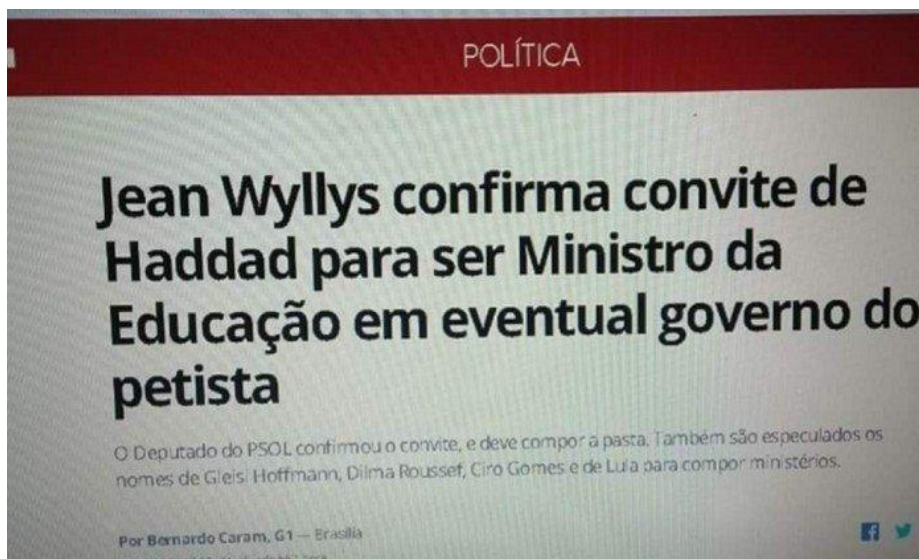 POLÍTICA
Jean Wyllys confirma convite de
Haddad para ser Ministro da
Educação em eventual governo do
petista
O Deputado do PSOL confirmou o convite, e deve compor a pasta. Também são especulados os
nomes de Gleisi Hoffmann, Dilma Roussef, Ciro Gomes e de Lula para compor ministérios.
Por Bernardo Caram, G1 — Brasília